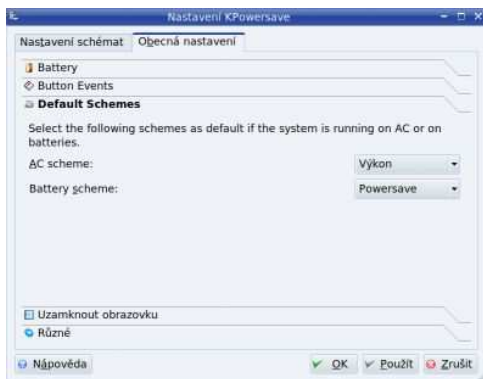 Nastavení KPowersave
Nastavení schémat
Obecná nastavení
Battery
Button Events
Default Schemes
Select the following schemes as default if the system is running on AC or on
batteries.
AC scheme:
Výkon
Battery scheme:
Powersave
Uzamknout obrazovku
Různé
Nápověda
OK
Použít
Zrušit